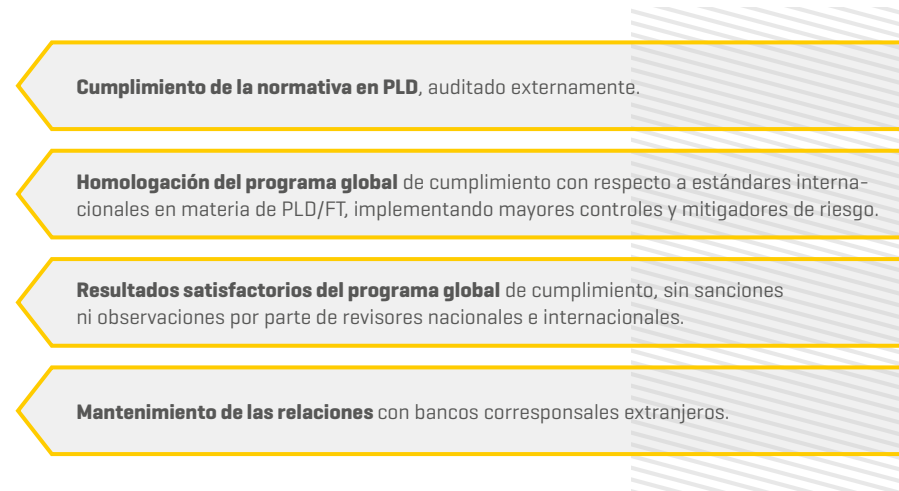 Cumplimiento de la normativa en PLD, auditado externamente.
Homologación del programa global de cumplimiento con respecto a estándares interna-
cionales en materia de PLD/FT, implementando mayores controles y mitigadores de riesgo.
Resultados satisfactorios del programa global de cumplimiento, sin sanciones
ni observaciones por parte de revisores nacionales e internacionales.
Mantenimiento de las relaciones con bancos corresponsales extranjeros.